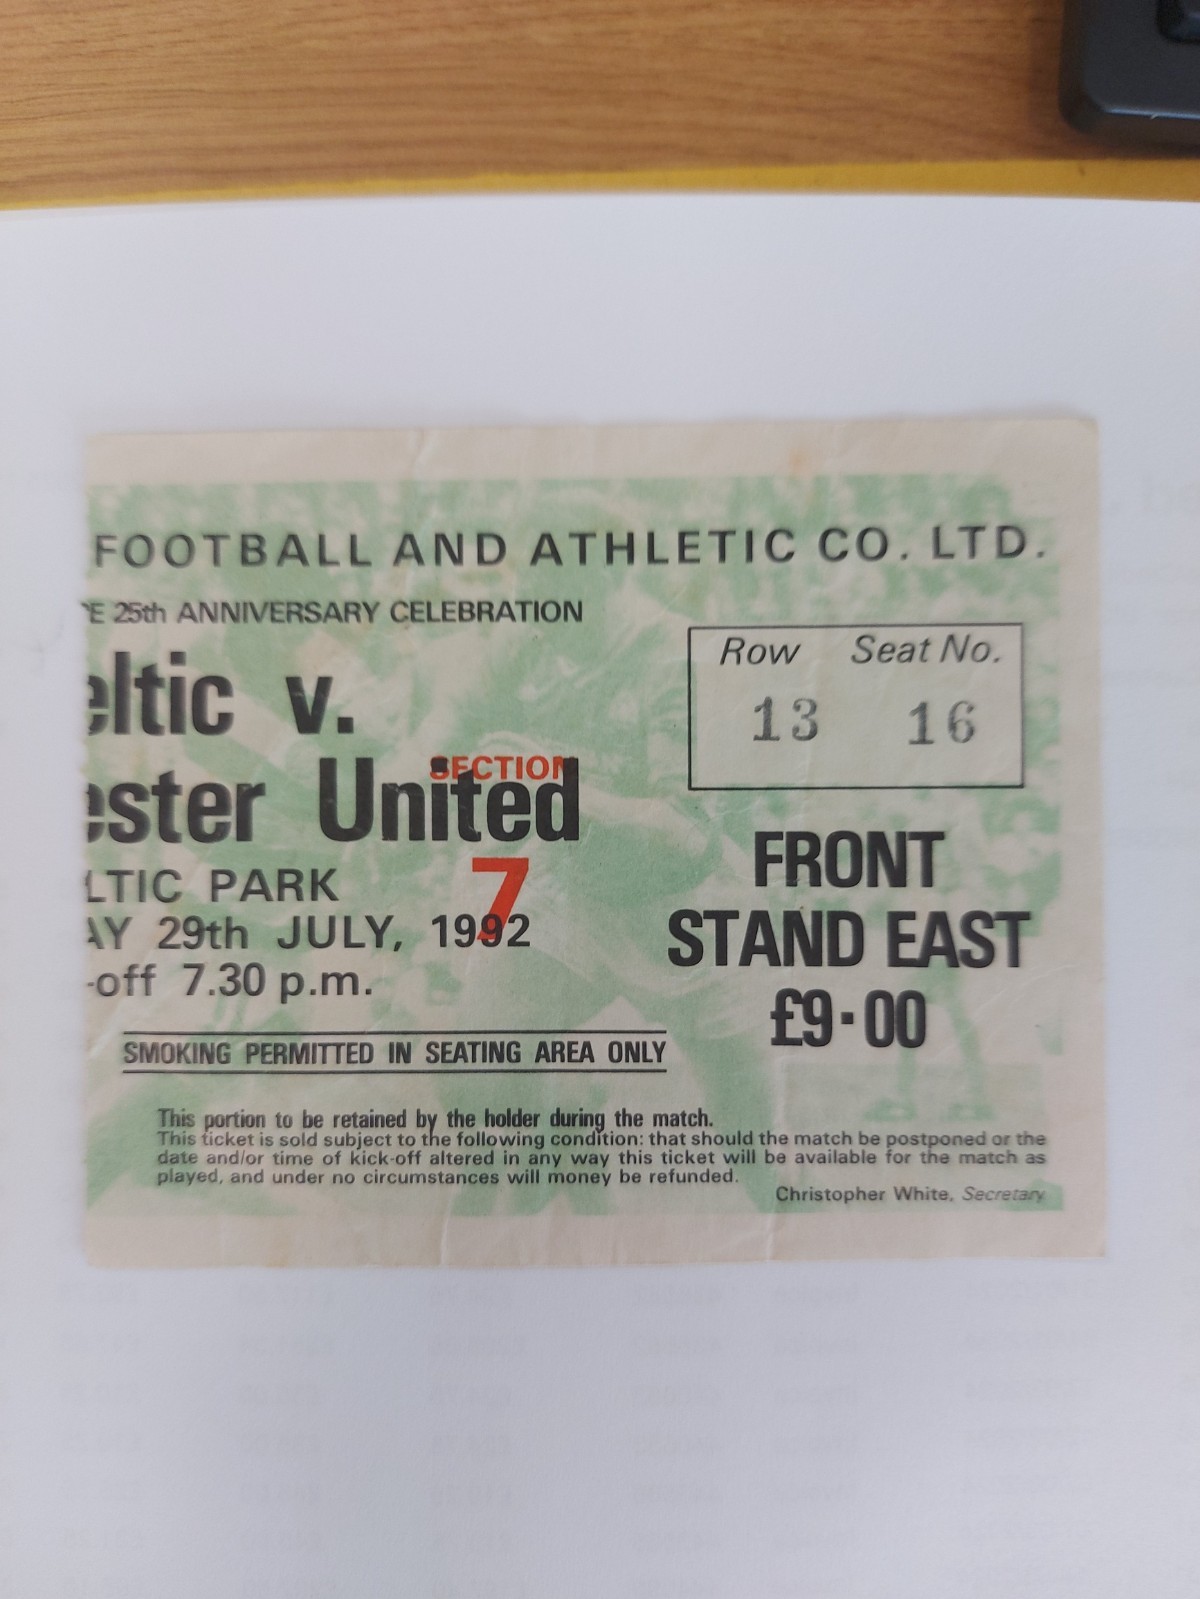 FOOTBALL AND ATHLETIC CO. LTD.
E 25th ANNIVERSARY CELEBRATION
eltic v.
ester United
SECTION
7
LTIC PARK
AY 29th JULY, 1992
-off 7.30 p.m.
Row Seat No.
13 16
FRONT
STAND EAST
£9·00
SMOKING PERMITTED IN SEATING AREA ONLY
This portion to be retained by the holder during the match.
This ticket is sold subject to the following condition: that should the match be postponed or the
date and/or time of kick-off altered in any way this ticket will be available for the match as
played, and under no circumstances will money be refunded.
Christopher White, Secretary